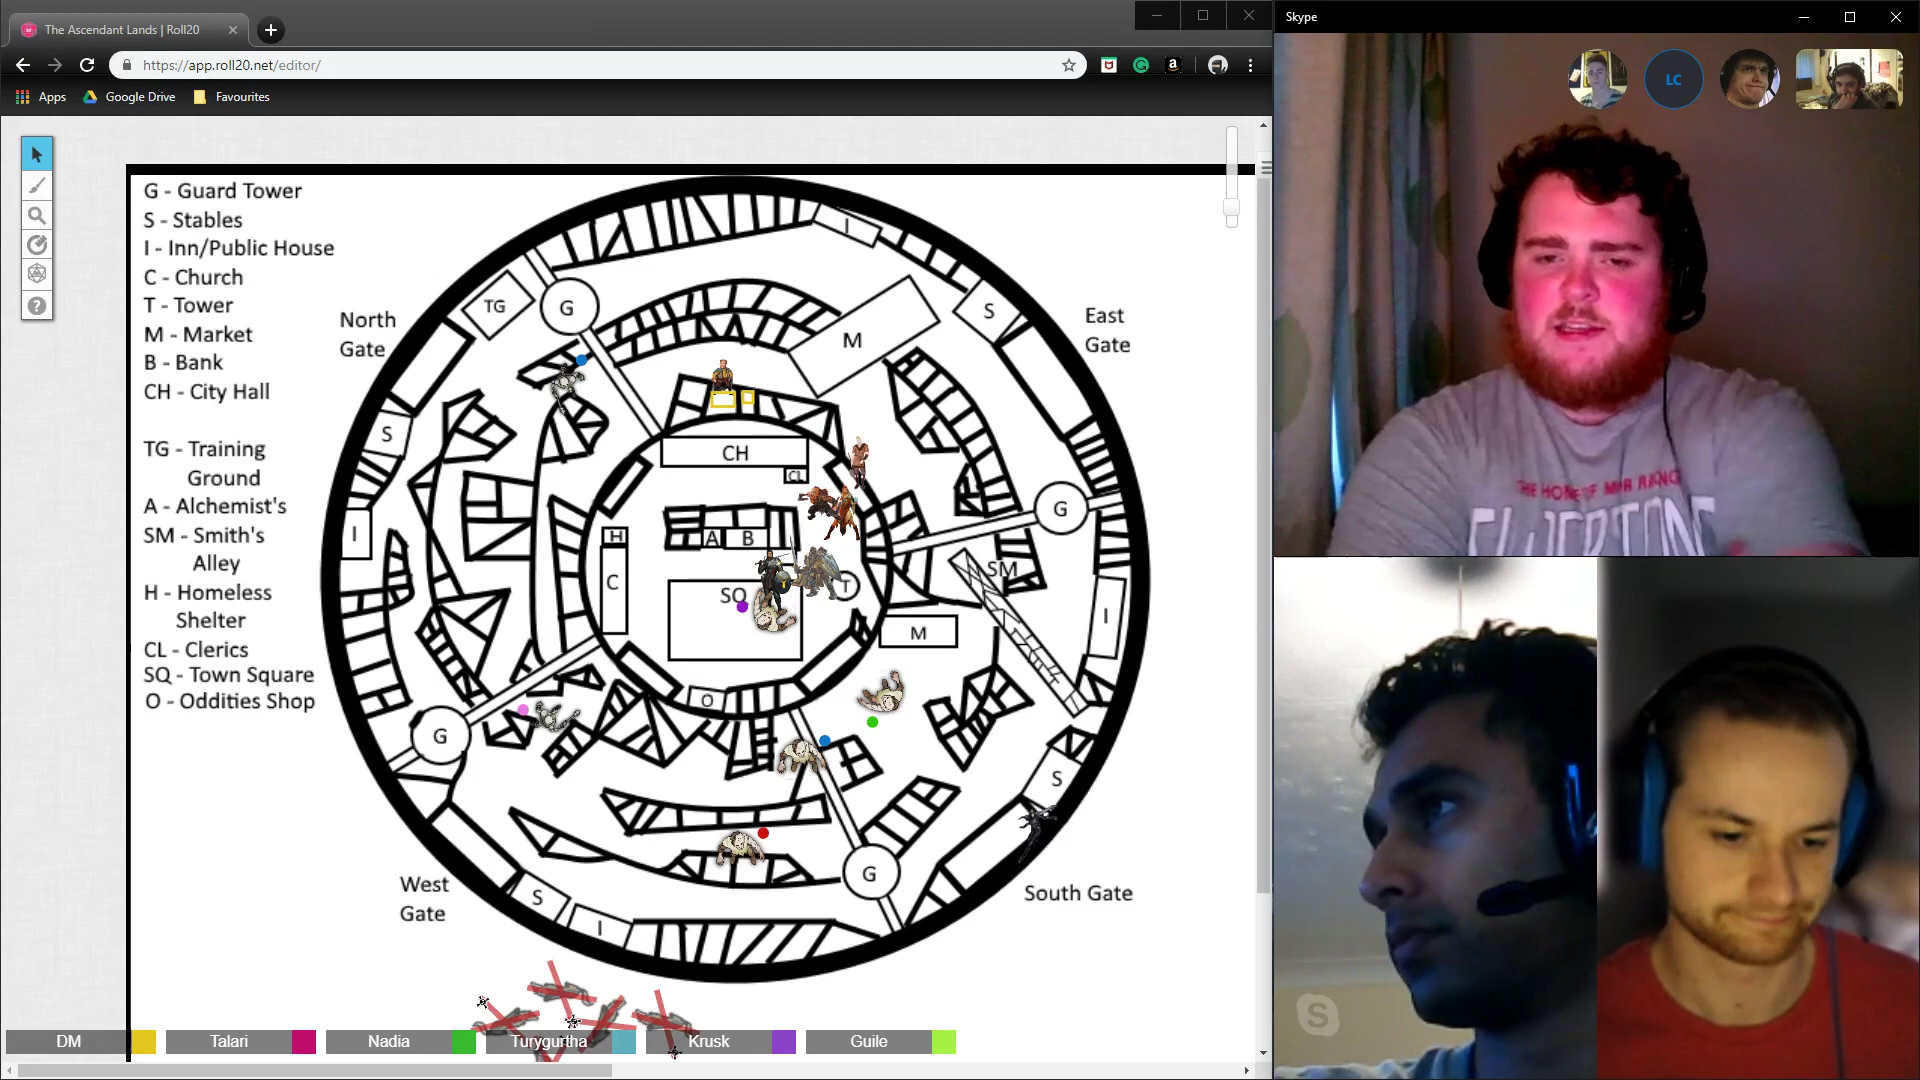 The Ascendant Lands | Roll20
https://app.roll20.net/editor/
Apps
Google Drive
Favourites
Skype
LC
G - Guard Tower
S - Stables
I - Inn/Public House
C - Church
T - Tower
M - Market
B - Bank
CH - City Hall
TG - Training
Ground
A - Alchemist's
SM - Smith's
Alley
H - Homeless
Shelter
CL - Clerics
SQ - Town Square
O - Oddities Shop
North
Gate
East
Gate
West
Gate
South Gate
I
TG
G
S
M
S
CH
CL
G
I
H
A
B
SM
C
SQ
T
I
M
O
G
S
G
S
I
THE HOME OF
DM
Talari
Nadia
Turygurtha
Krusk
Guile